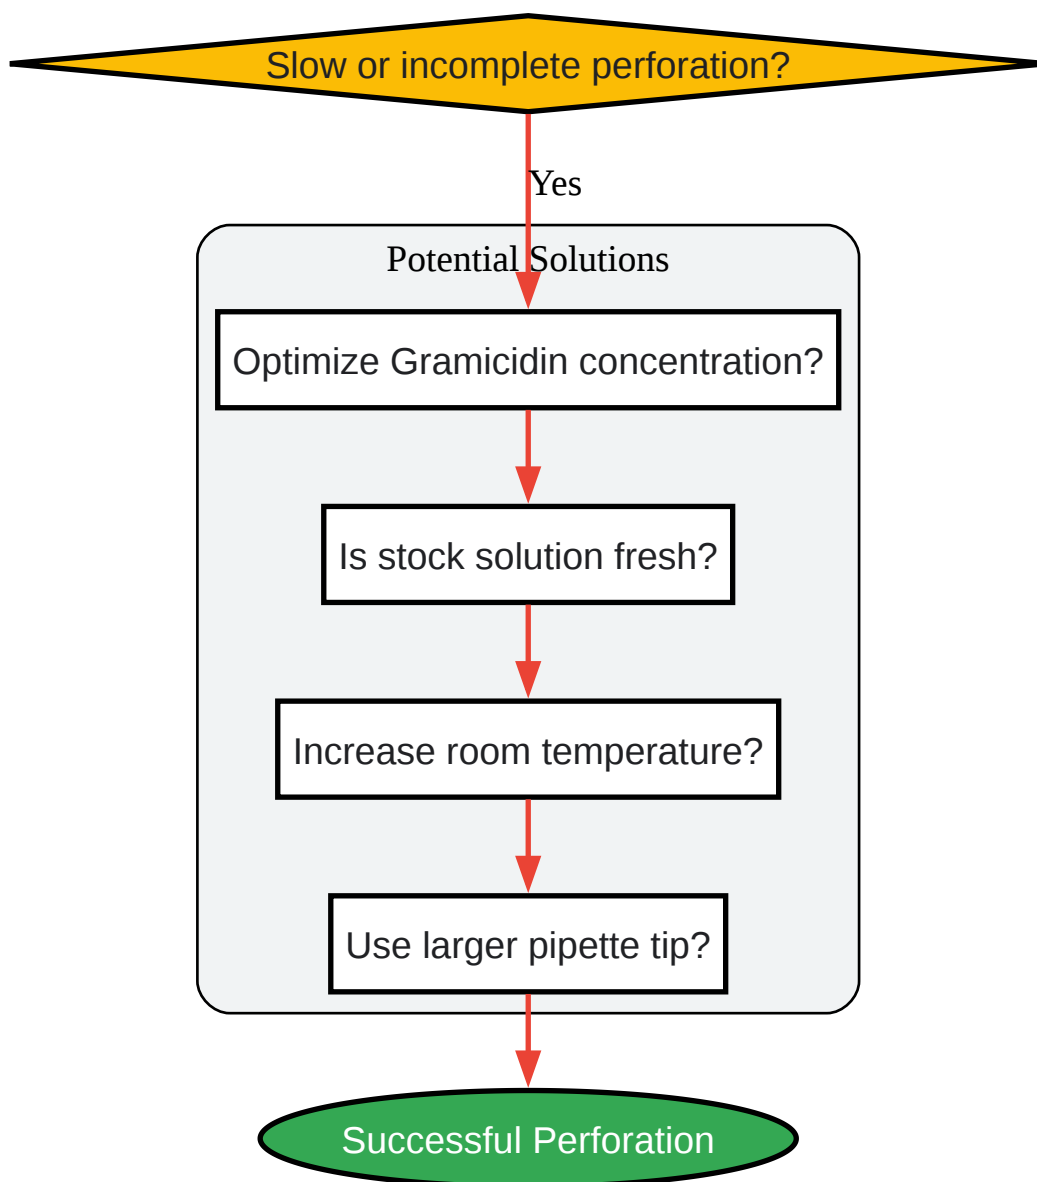 Slow or incomplete perforation?
Yes
Potential Solutions
Optimize Gramicidin concentration?
Is stock solution fresh?
Increase room temperature?
Use larger pipette tip?
Successful Perforation